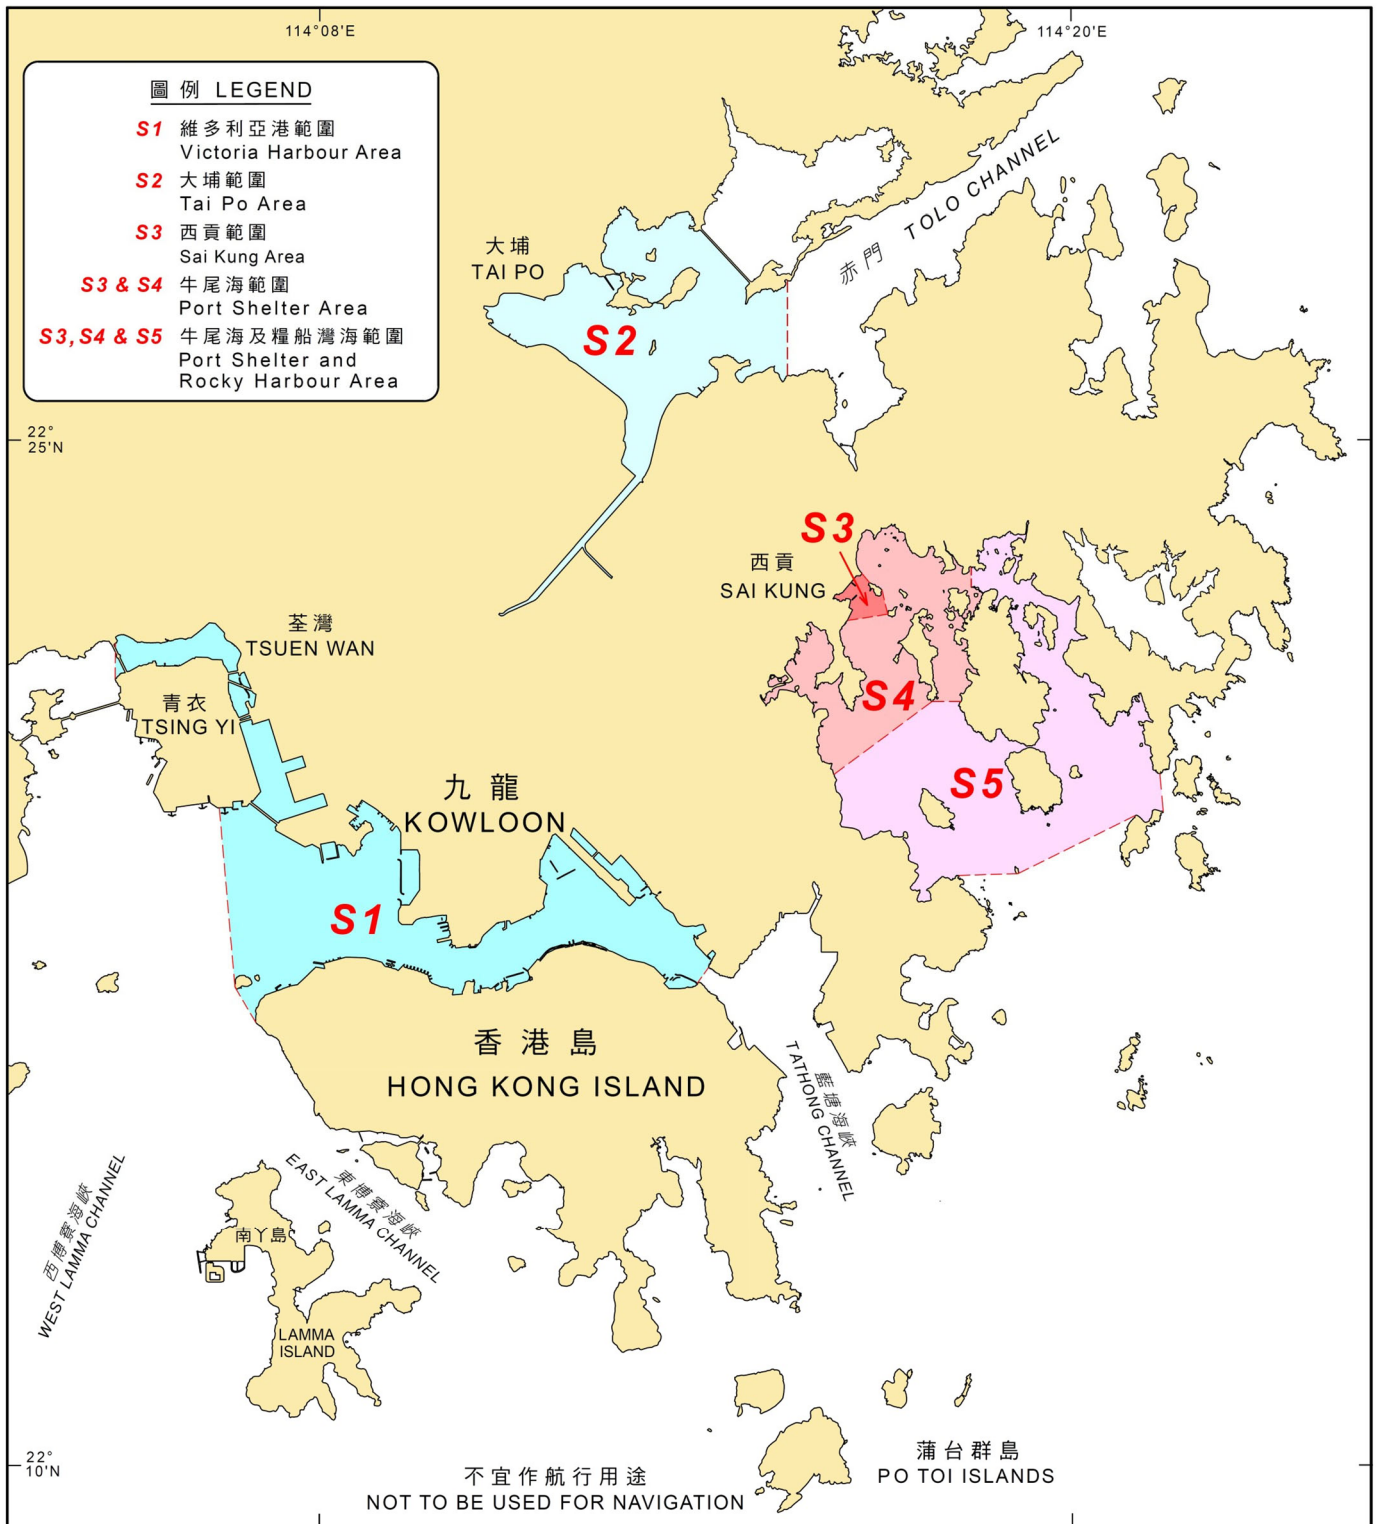 114°08'E
114°20'E
圖例 LEGEND
S1 維多利亞港範圍
Victoria Harbour Area
S2 大埔範圍
Tai Po Area
S3 西貢範圍
Sai Kung Area
S3 & S4 牛尾海範圍
Port Shelter Area
S3, S4 & S5 牛尾海及糧船灣海範圍
Port Shelter and
Rocky Harbour Area
赤門 TOLO CHANNEL
大埔
TAI PO
S2
22°
25'N
S3
西貢
SAI KUNG
荃灣
TSUEN WAN
青衣
TSING YI
S4
九龍
KOWLOON
S5
S1
香港島
HONG KONG ISLAND
藍塘海峽
TATHONG CHANNEL
東博寮海峽
EAST LAMMA CHANNEL
西博寮海峽
WEST LAMMA CHANNEL
南丫島
LAMMA
ISLAND
蒲台群島
PO TOI ISLANDS
22°
10'N
不宜作航行用途
NOT TO BE USED FOR NAVIGATION